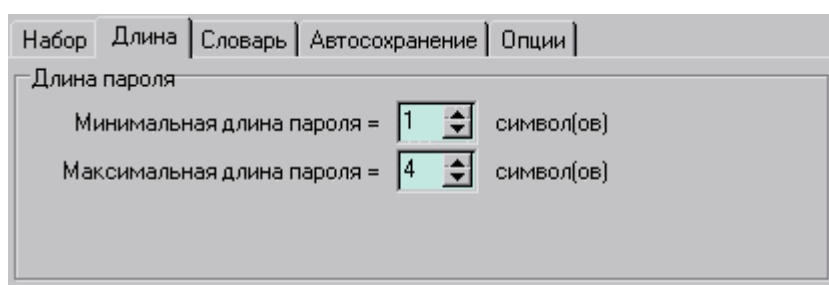 Набор Длина Словарь Автосохранение Опции
Длина пароля
Минимальная длина пароля = 1 символ(ов)
Максимальная длина пароля = 4 символ(ов)